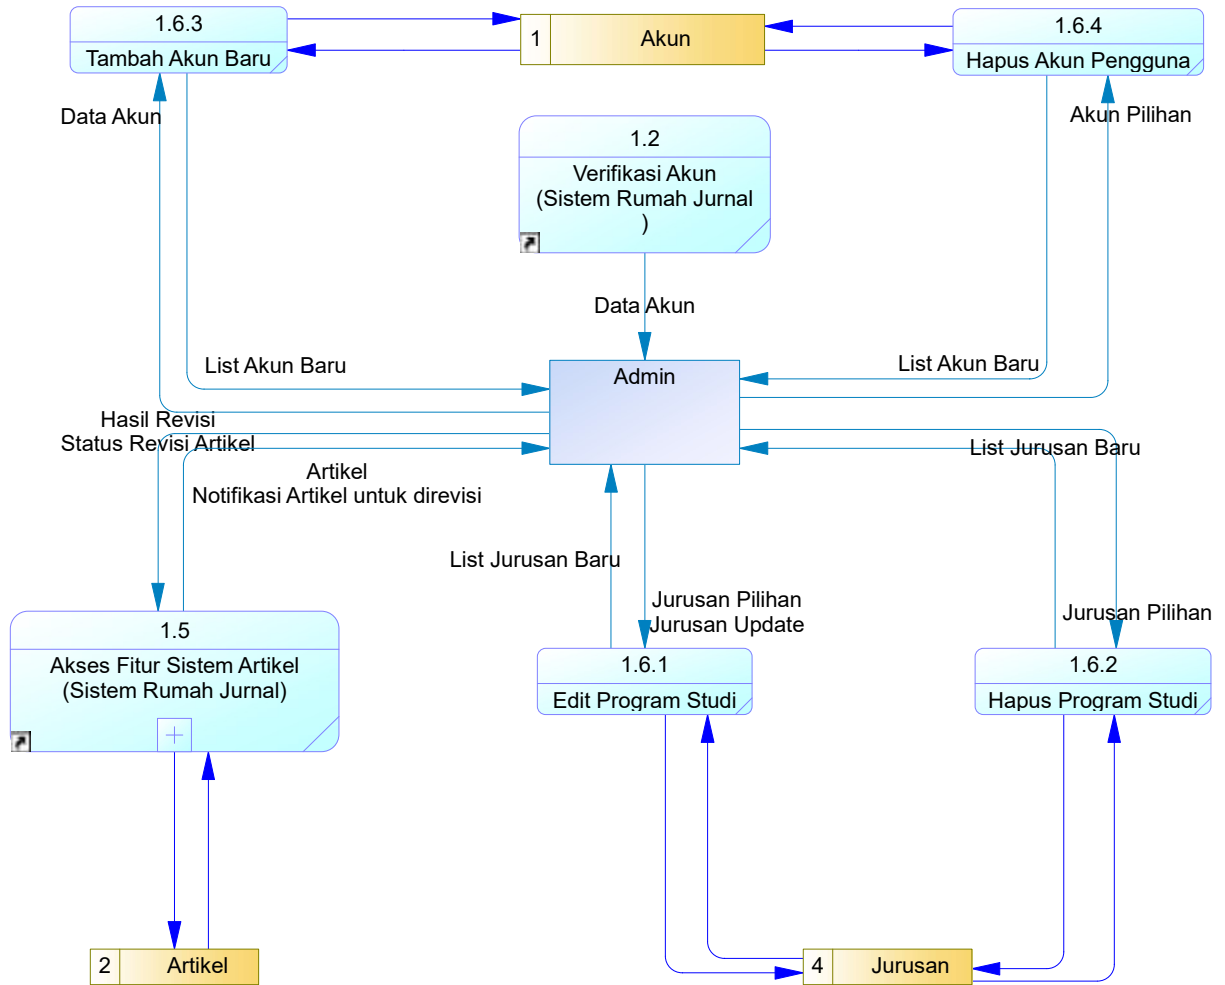 1.6.3
Tambah Akun Baru
1
Akun
1.6.4
Hapus Akun Pengguna
Data Akun
Akun Pilihan
1.2
Verifikasi Akun
(Sistem Rumah Jurnal
)
Data Akun
List Akun Baru
Admin
List Akun Baru
Hasil Revisi
Status Revisi Artikel
List Jurusan Baru
Artikel
Notifikasi Artikel untuk direvisi
List Jurusan Baru
Jurusan Pilihan
Jurusan Update
Jurusan Pilihan
1.5
Akses Fitur Sistem Artikel
(Sistem Rumah Jurnal)
1.6.1
Edit Program Studi
1.6.2
Hapus Program Studi
2
Artikel
4
Jurusan